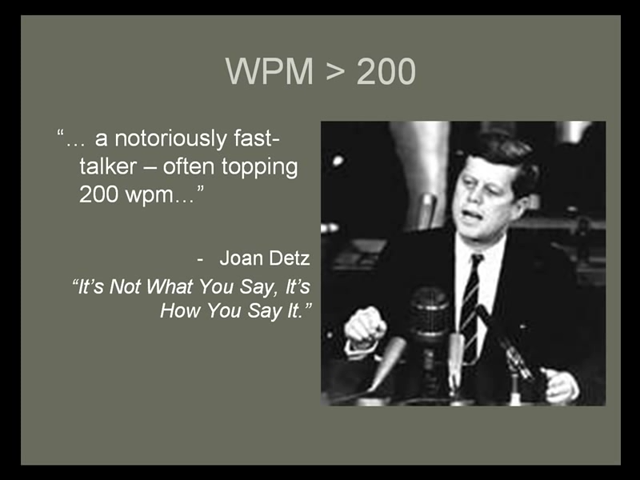 WPM > 200
“… a notoriously fast-
talker – often topping
200 wpm…”
- Joan Detz
“It’s Not What You Say, It’s
How You Say It.”